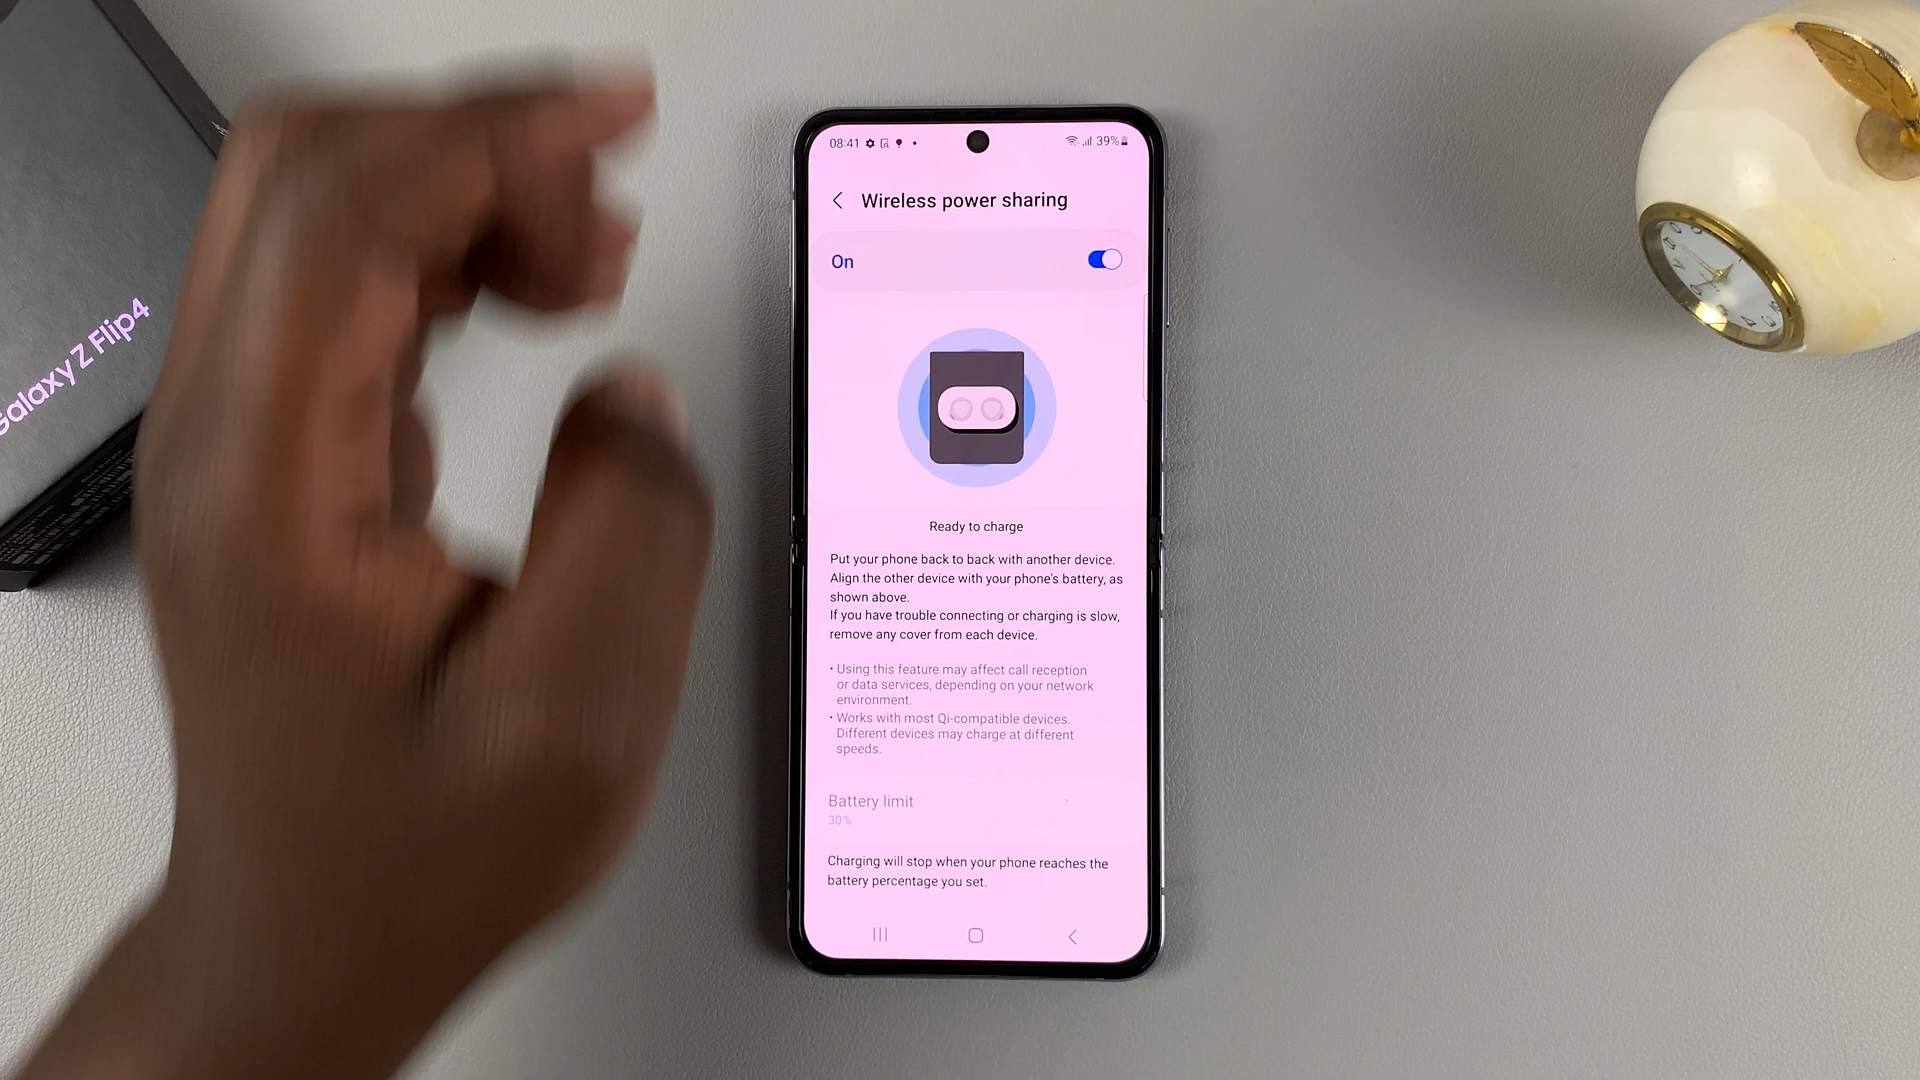 Galaxy Z Flip4
08:41
39%
Wireless power sharing
On
Ready to charge
Put your phone back to back with another device.
Align the other device with your phone's battery, as
shown above.
If you have trouble connecting or charging is slow,
remove any cover from each device.
• Using this feature may affect call reception
or data services, depending on your network
environment.
• Works with most Qi-compatible devices.
Different devices may charge at different
speeds.
Battery limit
30%
Charging will stop when your phone reaches the
battery percentage you set.